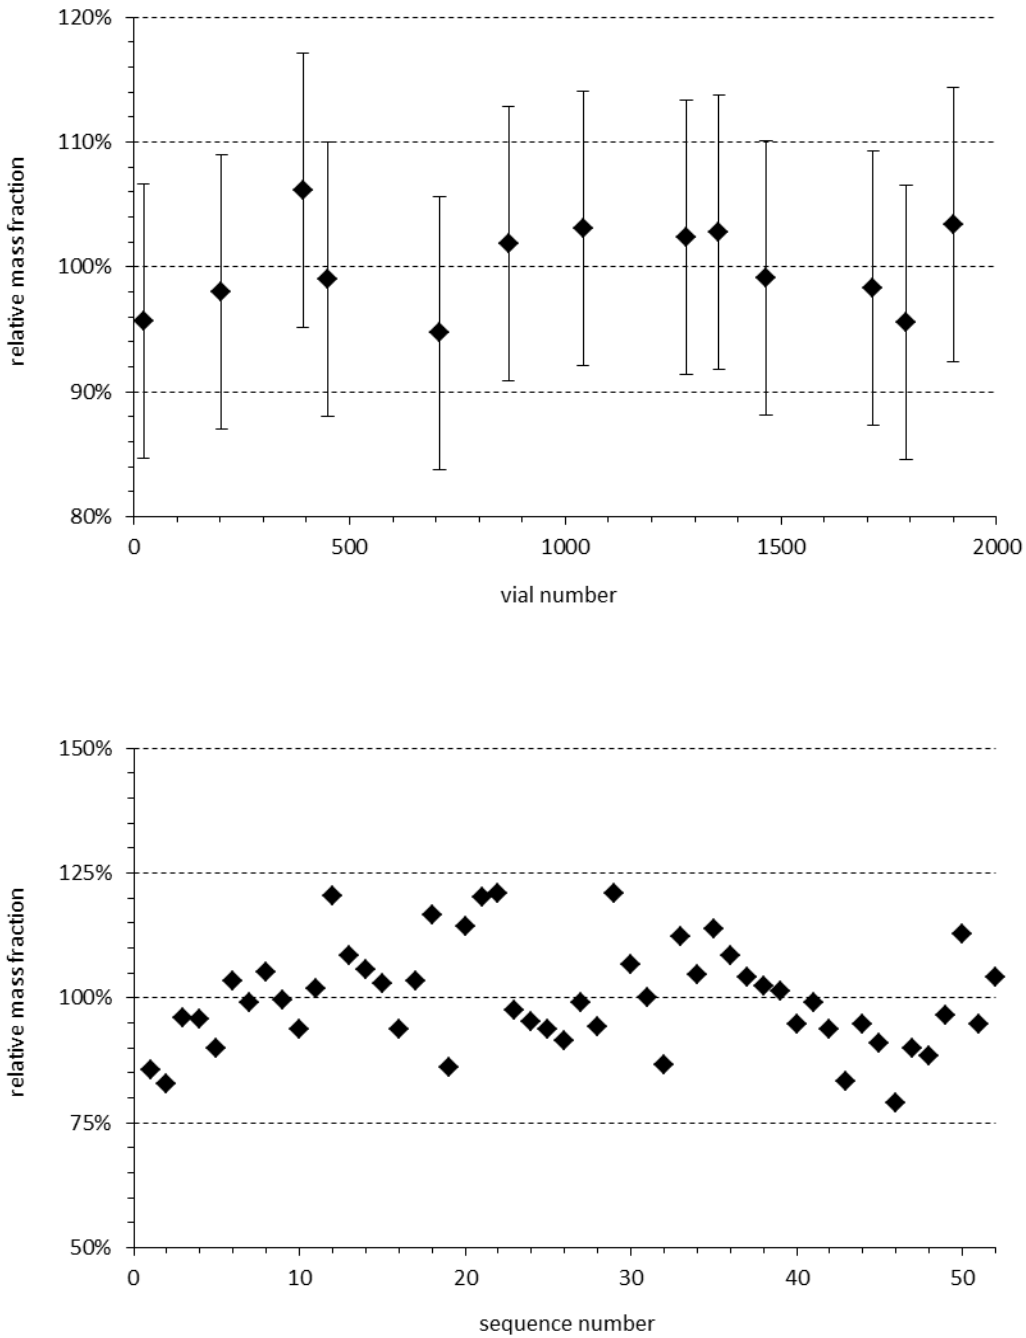 120%
110%
100%
90%
80%
relative mass fraction
0 500 1000 1500 2000
vial number
150%
125%
100%
75%
50%
relative mass fraction
0 10 20 30 40 50
sequence number